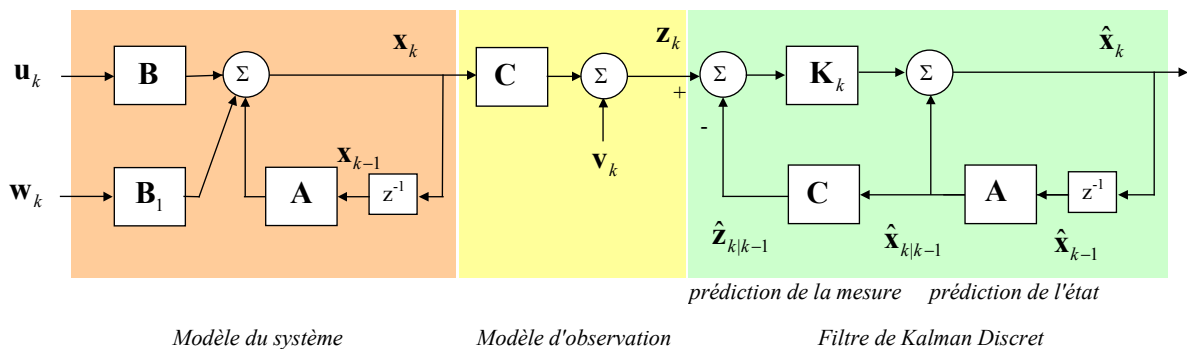 x_k
z_k
x̂_k
u_k
B
Σ
C
Σ
+
Σ
K_k
Σ
-
v_k
w_k
B_1
A
x_{k-1}
z^{-1}
ẑ_{k|k-1}
C
x̂_{k|k-1}
A
z^{-1}
x̂_{k-1}
prédiction de la mesure
prédiction de l'état
Modèle du système
Modèle d'observation
Filtre de Kalman Discret